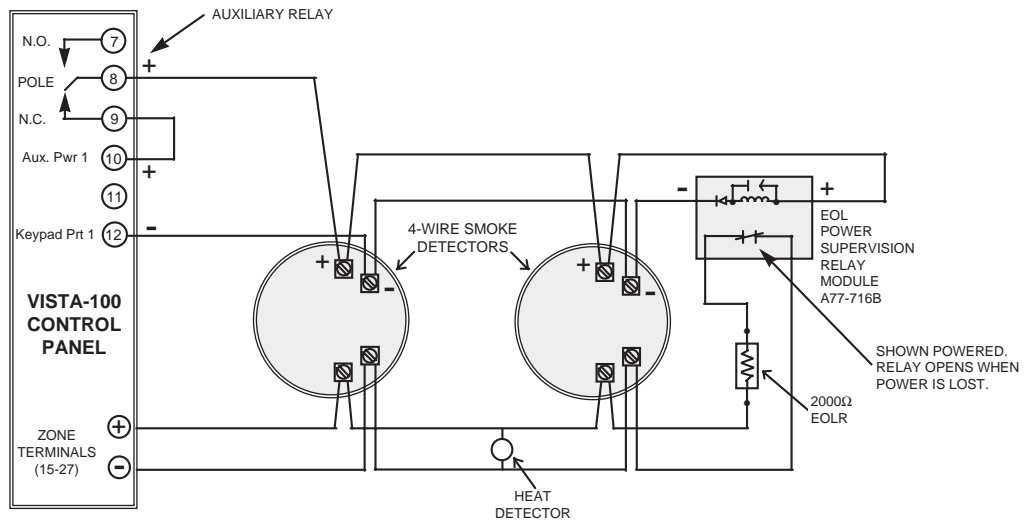 AUXILIARY RELAY
N.O.
7
+
POLE
8
N.C.
9
Aux. Pwr 1
10
+
11
Keypad Prt 1
12
-
4-WIRE SMOKE
DETECTORS
+
-
+
-
-
+
EOL
POWER
SUPERVISION
RELAY
MODULE
A77-716B
VISTA-100
CONTROL
PANEL
SHOWN POWERED.
RELAY OPENS WHEN
POWER IS LOST.
2000Ω
EOLR
ZONE
TERMINALS
(15-27)
+
-
HEAT
DETECTOR